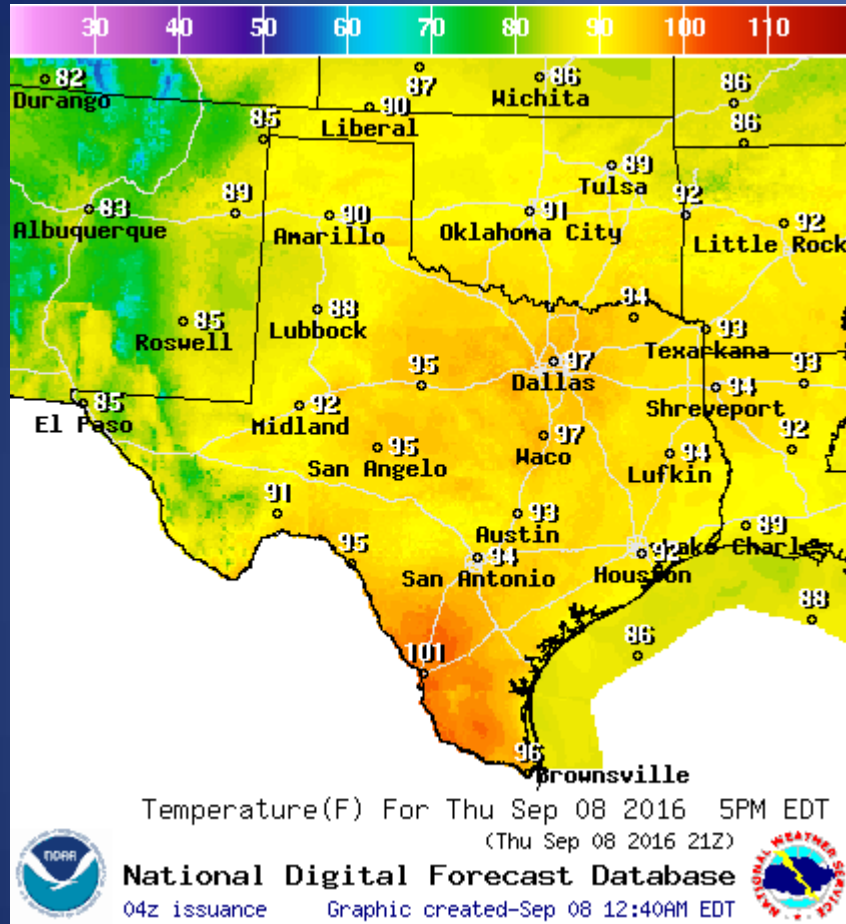 30 40 50 60 70 80 90 100 110
82
Durango
87
86
Wichita
86
90
Liberal
85
86
89
Tulsa
83
Albuquerque
89
90
Amarillo
91
Oklahoma City
92
92
Little Rock
85
Roswell
88
Lubbock
94
93
Texarkana
97
Dallas
95
93
94
Shreveport
85
El Paso
92
Midland
95
San Angelo
97
Waco
94
Lufkin
92
91
93
Austin
89
Lake Charles
95
94
San Antonio
92
Houston
88
86
101
96
Brownsville
Temperature(F) For Thu Sep 08 2016 5PM EDT
(Thu Sep 08 2016 21Z)
National Digital Forecast Database
04z issuance Graphic created-Sep 08 12:40AM EDT
NOAA
NATIONAL WEATHER SERVICE